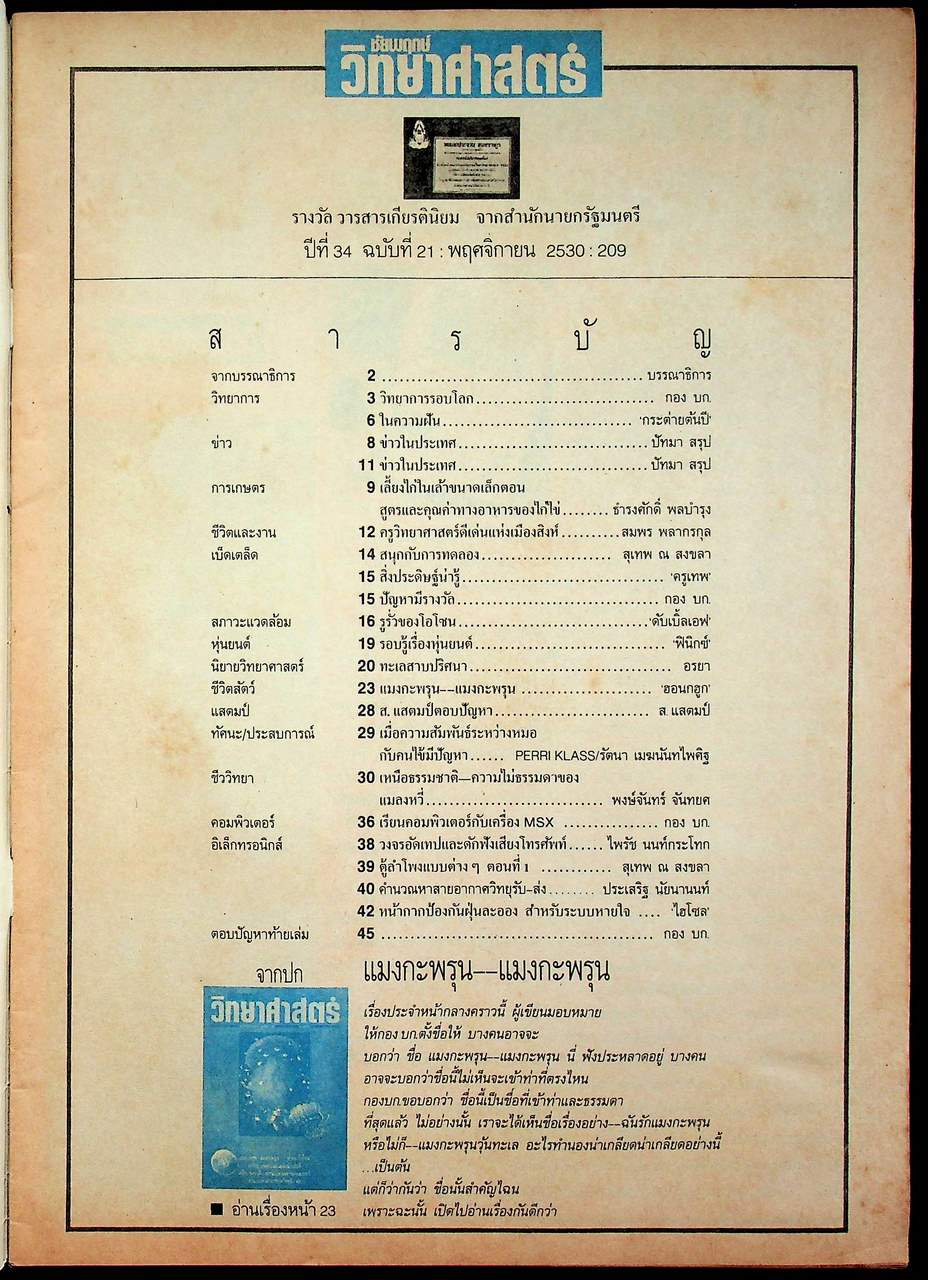 ชัยพฤกษ์
วิทยาศาสตร์
รางวัล วารสารเกียรตินิยม จากสำนักนายกรัฐมนตรี
ปีที่ 34 ฉบับที่ 21 : พฤศจิกายน 2530 : 209
สารบัญ
จากบรรณาธิการ 2 ............................................ บรรณาธิการ
วิทยาการ 3 วิทยาการรอบโลก............................... กอง บก.
6 ในความฝัน................................ 'กระต่ายตันปี'
ข่าว 8 ข่าวในประเทศ................................ ปัทมา สรุป
11 ข่าวในประเทศ................................ ปัทมา สรุป
การเกษตร 9 เลี้ยงไก่ในเล้าขนาดเล็กตอน
สูตรและคุณค่าทางอาหารของไก่ไข่........ ธำรงศักดิ์ พลบำรุง
ชีวิตและงาน 12 ครูวิทยาศาสตร์ดีเด่นแห่งเมืองสิงห์.......... สมพร พลากรกุล
เบ็ดเตล็ด 14 สนุกกับการทดลอง...................... สุเทพ ณ สงขลา
15 สิ่งประดิษฐ์น่ารู้.................................. 'ครูเทพ'
15 ปัญหามีรางวัล.................................. กอง บก.
สภาวะแวดล้อม 16 รูรั่วของโอโซน................................ 'ดับเบิ้ลเอฟ'
หุ่นยนต์ 19 รอบรู้เรื่องหุ่นยนต์................................ 'ฟินิกซ์'
นิยายวิทยาศาสตร์ 20 ทะเลสาบปริศนา.................................. อรยา
ชีวิตสัตว์ 23 แมงกะพรุน--แมงกะพรุน ...................... 'ฮอนกฮูก'
แสตมป์ 28 ส. แสตมป์ตอบปัญหา.......................... ส. แสตมป์
ทัศนะ/ประสบการณ์ 29 เมื่อความสัมพันธ์ระหว่างหมอ
กับคนไข้มีปัญหา...... PERRI KLASS/รัตนา เมฆนันทไพศิฐ
ชีววิทยา 30 เหนือธรรมชาติ—ความไม่ธรรมดาของ
แมลงหวี่.............................. พงษ์จันทร์ จันทยศ
คอมพิวเตอร์ 36 เรียนคอมพิวเตอร์กับเครื่อง MSX ................ กอง บก.
อิเล็กทรอนิกส์ 38 วงจรอัดเทปและดักฟังเสียงโทรศัพท์...... ไพรัช นนท์กระโทก
39 ตู้ลำโพงแบบต่าง ๆ ตอนที่ 1 ............ สุเทพ ณ สงขลา
40 คำนวณหาสายอากาศวิทยุรับ-ส่ง........ ประเสริฐ นัยนานนท์
42 หน้ากากป้องกันฝุ่นละออง สำหรับระบบหายใจ .... 'ไฮโซล'
ตอบปัญหาท้ายเล่ม 45 .............................................. กอง บก.
จากปก
วิทยาศาสตร์
■ อ่านเรื่องหน้า 23
แมงกะพรุน--แมงกะพรุน
เรื่องประจำหน้ากลางคราวนี้ ผู้เขียนมอบหมาย
ให้กอง บก.ตั้งชื่อให้ บางคนอาจจะ
บอกว่า ชื่อ แมงกะพรุน--แมงกะพรุน นี่ ฟังประหลาดอยู่ บางคน
อาจจะบอกว่าชื่อนี้ไม่เห็นจะเข้าท่าที่ตรงไหน
กองบก.ขอบอกว่า ชื่อนี้เป็นชื่อที่เข้าท่าและธรรมดา
ที่สุดแล้ว ไม่อย่างนั้น เราจะได้เห็นชื่อเรื่องอย่าง--ฉันรักแมงกะพรุน
หรือไม่ก็--แมงกะพรุนวุ้นทะเล อะไรทำนองน่าเกลียดน่าเกลียดอย่างนี้
...เป็นต้น
แต่ก็ว่ากันว่า ชื่อนั้นสำคัญไฉน
เพราะฉะนั้น เปิดไปอ่านเรื่องกันดีกว่า